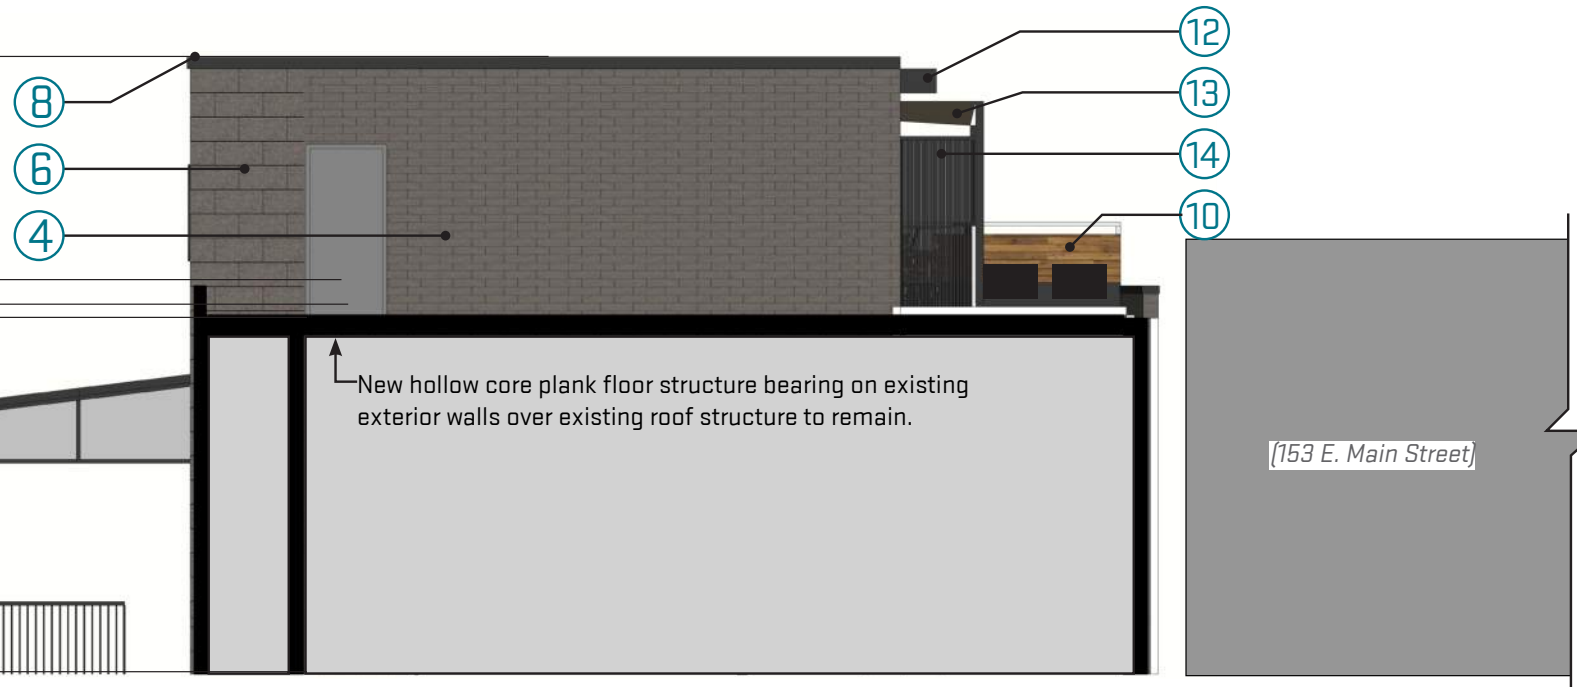 12
8
13
6
14
4
10
New hollow core plank floor structure bearing on existing
exterior walls over existing roof structure to remain.
(153 E. Main Street)